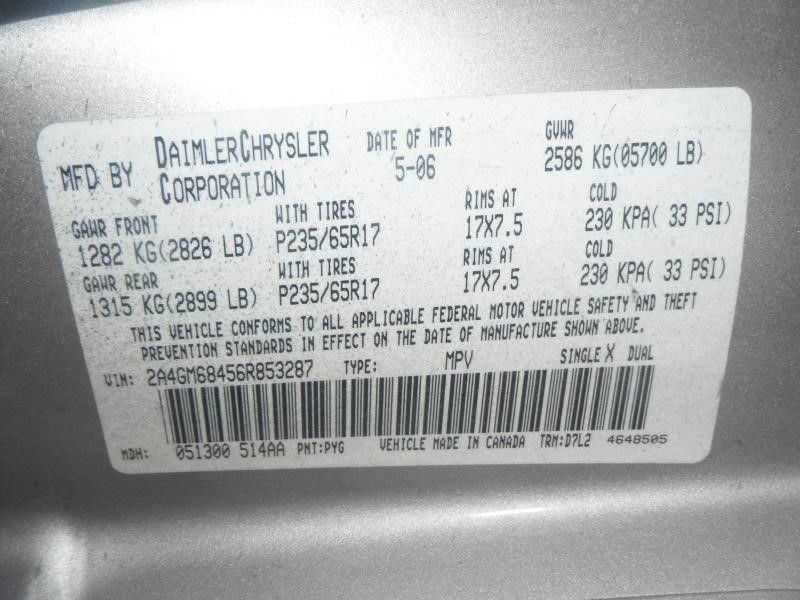 MFD BY DAIMLERCHRYSLER CORPORATION
DATE OF MFR 5-06
GVWR 2586 KG(05700 LB)
GAWR FRONT WITH TIRES RIMS AT COLD
1282 KG(2826 LB) P235/65R17 17X7.5 230 KPA( 33 PSI)
GAWR REAR WITH TIRES RIMS AT COLD
1315 KG(2899 LB) P235/65R17 17X7.5 230 KPA( 33 PSI)
THIS VEHICLE CONFORMS TO ALL APPLICABLE FEDERAL MOTOR VEHICLE SAFETY AND THEFT
PREVENTION STANDARDS IN EFFECT ON THE DATE OF MANUFACTURE SHOWN ABOVE.
VIN: 2A4GM68456R853287 TYPE: MPV SINGLE X DUAL
MDH: 051300 514AA PNT:PYG VEHICLE MADE IN CANADA TRM:D7L2 4648505